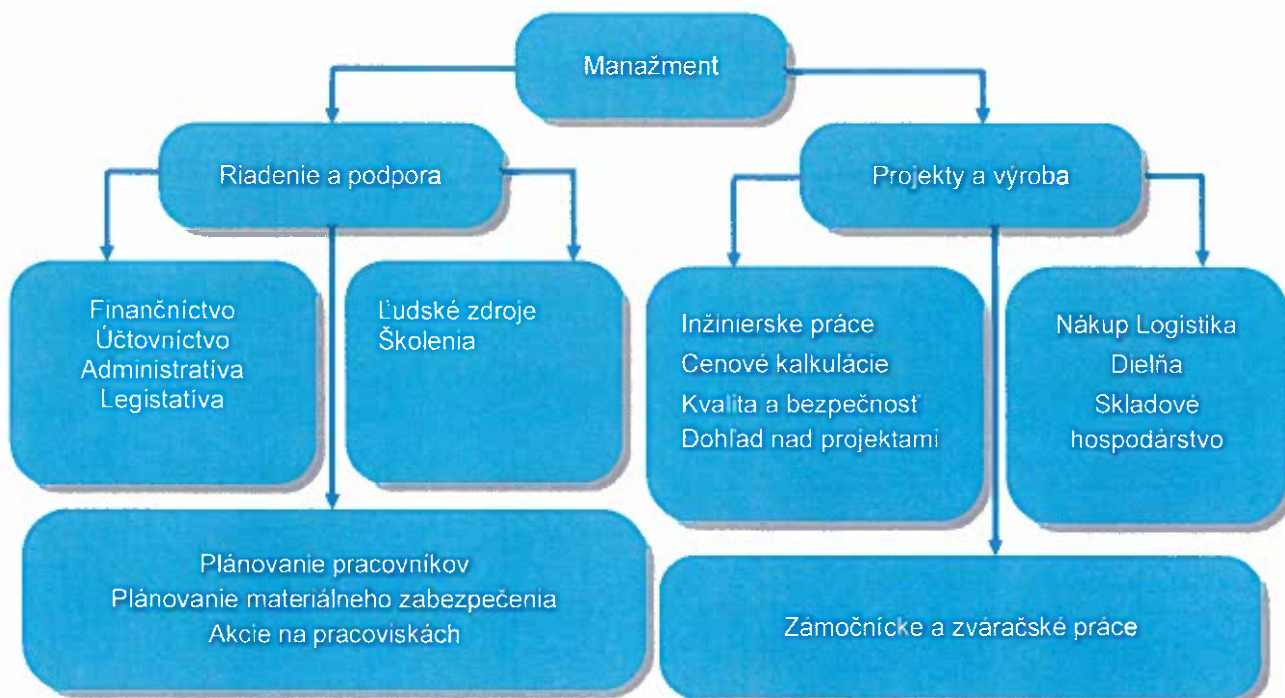 Manažment
Riadenie a podpora
Projekty a výroba
Finančníctvo
Účtovníctvo
Administratíva
Legistatíva
Ľudské zdroje
Školenia
Inžinierske práce
Cenové kalkulácie
Kvalita a bezpečnosť
Dohľad nad projektami
Nákup Logistika
Dielňa
Skladové
hospodárstvo
Plánovanie pracovníkov
Plánovanie materiálneho zabezpečenia
Akcie na pracoviskách
Zámočnícke a zváračské práce